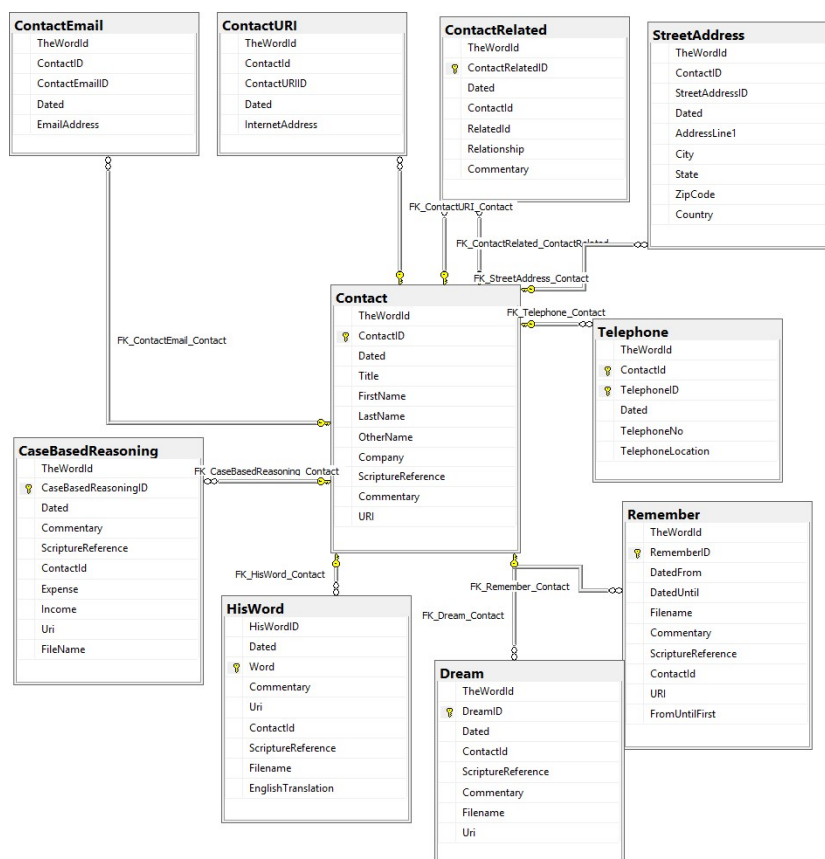 ContactEmail
TheWordId
ContactID
ContactEmailID
Dated
EmailAddress
ContactURI
TheWordId
ContactId
ContactURIID
Dated
InternetAddress
ContactRelated
TheWordId
ContactRelatedID
Dated
ContactId
RelatedId
Relationship
Commentary
StreetAddress
TheWordId
ContactID
StreetAddressID
Dated
AddressLine1
City
State
ZipCode
Country
FK_ContactURI_Contact
FK_ContactRelated_ContactRelated
FK_StreetAddress_Contact
FK_Telephone_Contact
FK_ContactEmail_Contact
Contact
TheWordId
ContactID
Dated
Title
FirstName
LastName
OtherName
Company
ScriptureReference
Commentary
URI
Telephone
TheWordId
ContactId
TelephoneID
Dated
TelephoneNo
TelephoneLocation
CaseBasedReasoning
TheWordId
CaseBasedReasoningID
Dated
Commentary
ScriptureReference
ContactId
Expense
Income
Uri
FileName
FK_CaseBasedReasoning_Contact
FK_HisWord_Contact
FK_Remember_Contact
FK_Dream_Contact
HisWord
HisWordID
Dated
Word
Commentary
Uri
ContactId
ScriptureReference
Filename
EnglishTranslation
Dream
TheWordId
DreamID
Dated
ContactId
ScriptureReference
Commentary
Filename
Uri
Remember
TheWordId
RememberID
DatedFrom
DatedUntil
Filename
Commentary
ScriptureReference
ContactId
URI
FromUntilFirst